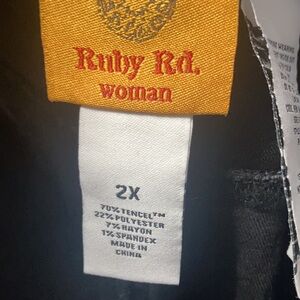 Ruby Rd.
woman
2X
70% TENCEL™
22% POLYESTER
7% RAYON
1% SPANDEX
MADE IN
CHINA